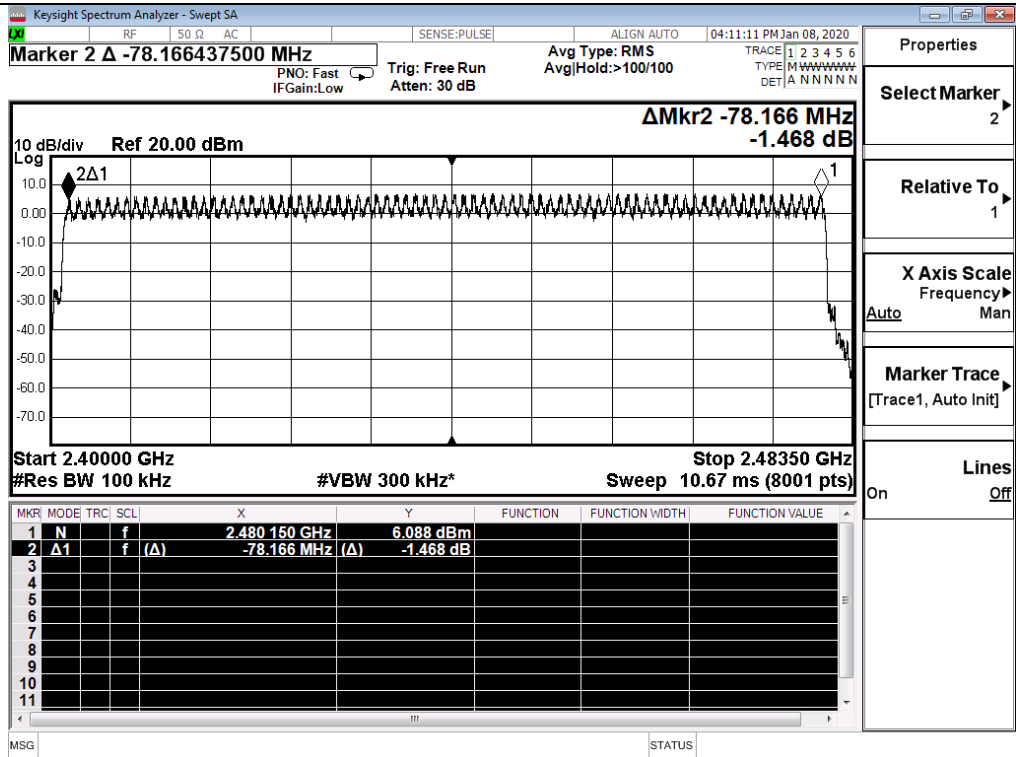 Keysight Spectrum Analyzer - Swept SA
LXI RF 50 Ω AC SENSE:PULSE ALIGN AUTO 04:11:11 PM Jan 08, 2020
Marker 2 Δ -78.166437500 MHz
PNO: Fast
IFGain:Low
Trig: Free Run
Atten: 30 dB
Avg Type: RMS
Avg|Hold:>100/100
TRACE 1 2 3 4 5 6
TYPE M WWWWW
DET A N N N N N
ΔMkr2 -78.166 MHz
-1.468 dB
10 dB/div Ref 20.00 dBm
Log
2Δ1
1
10.0
0.00
-10.0
-20.0
-30.0
-40.0
-50.0
-60.0
-70.0
Start 2.40000 GHz Stop 2.48350 GHz
#Res BW 100 kHz #VBW 300 kHz* Sweep 10.67 ms (8001 pts)
MKR MODE TRC SCL X Y FUNCTION FUNCTION WIDTH FUNCTION VALUE
1 N f 2.480 150 GHz 6.088 dBm
2 Δ1 f (Δ) -78.166 MHz (Δ) -1.468 dB
3
4
5
6
7
8
9
10
11
MSG STATUS
Properties
Select Marker
2
Relative To
1
X Axis Scale
Frequency
Auto Man
Marker Trace
[Trace1, Auto Init]
Lines
On Off